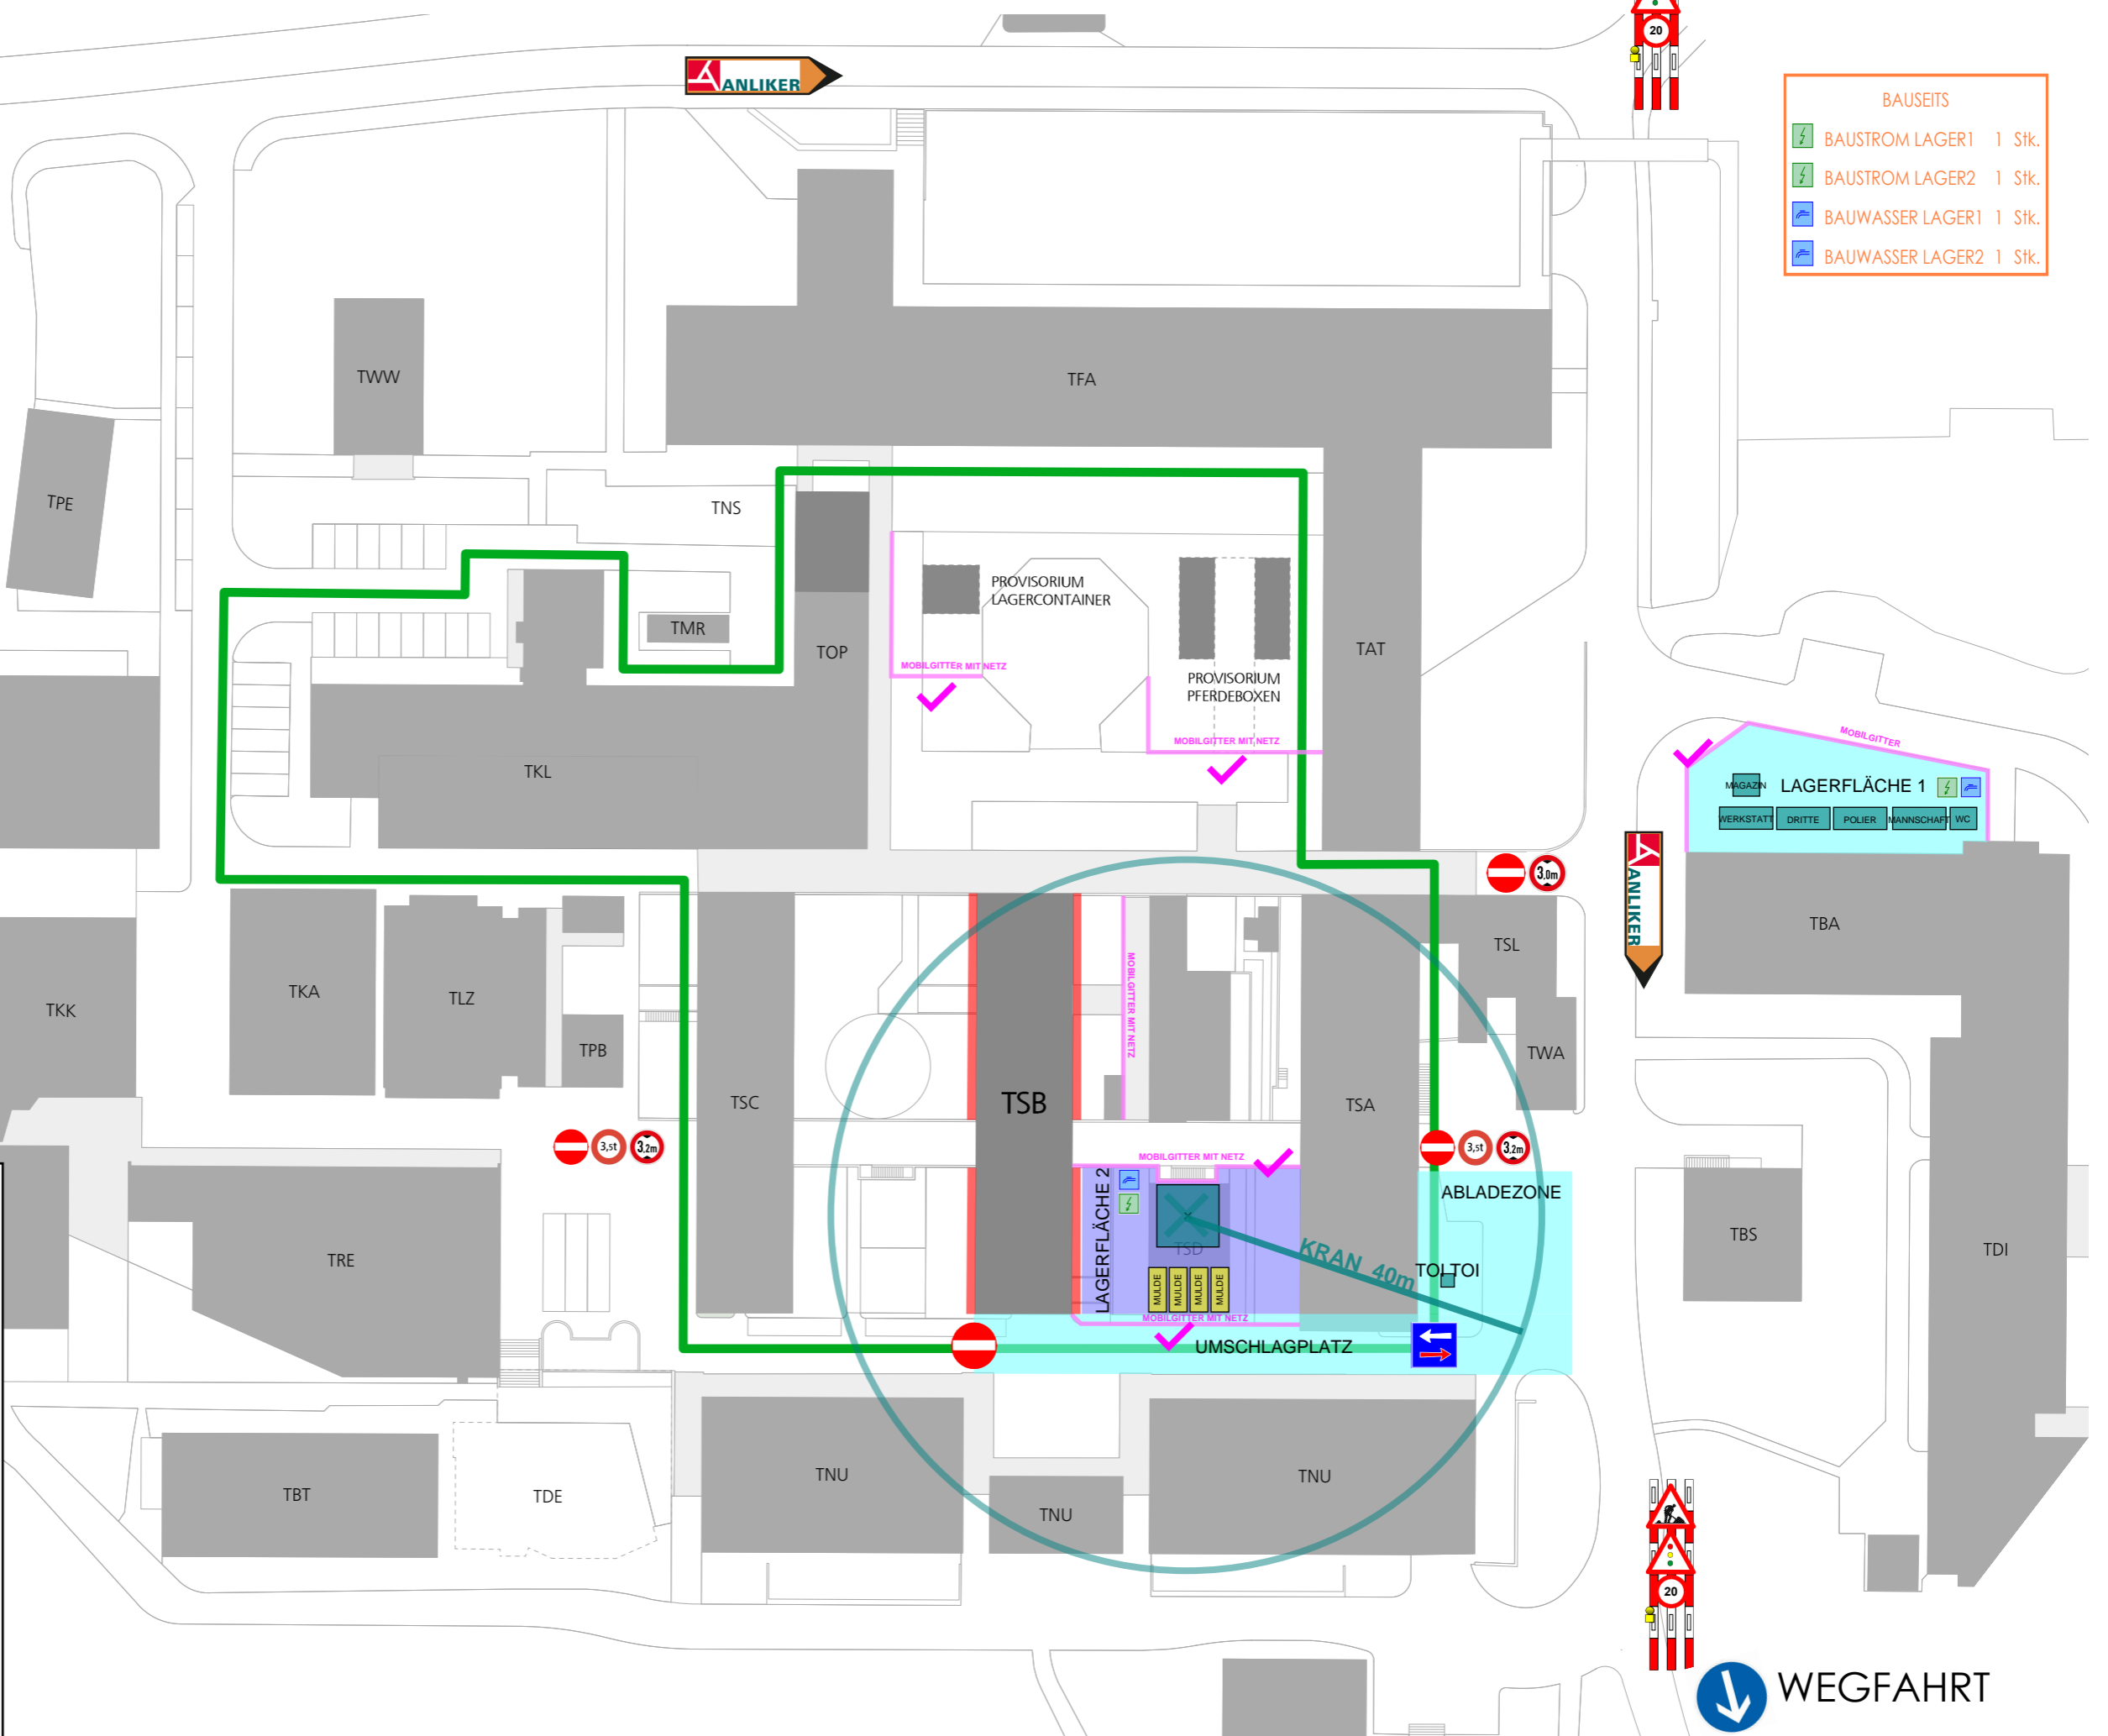 20
ANLIKER
BAUSEITS
BAUSTROM LAGER1 1 Stk.
BAUSTROM LAGER2 1 Stk.
BAUWASSER LAGER1 1 Stk.
BAUWASSER LAGER2 1 Stk.
TWW
TFA
TPE
TNS
PROVISORIUM
LAGERCONTAINER
TMR
TOP
TAT
MOBILGITTER MIT NETZ
PROVISORIUM
PFERDEBOXEN
MOBILGITTER MIT NETZ
MOBILGITTER
TKL
MAGAZIN
LAGERFLÄCHE 1
WERKSTATT
DRITTE
POLIER
MANNSCHAFT
WC
3,0m
ANLIKER
TBA
TSL
TKK
TKA
TLZ
TPB
MOBILGITTER MIT NETZ
TWA
TSC
TSB
TSA
3,5t
3,2m
3,5t
3,2m
MOBILGITTER MIT NETZ
LAGERFLÄCHE 2
ABLADEZONE
TRE
TSD
KRAN 40m
TOLTOI
TBS
TDI
MULDE
MULDE
MULDE
MULDE
MOBILGITTER MIT NETZ
UMSCHLAGPLATZ
TBT
TDE
TNU
TNU
TNU
20
WEGFAHRT